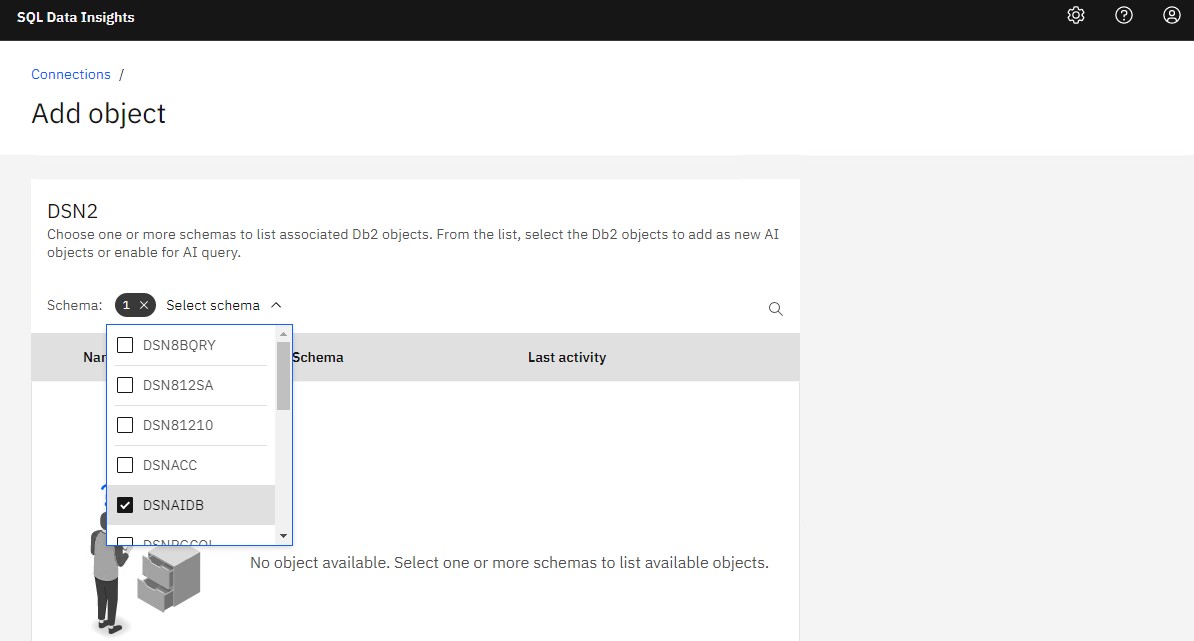 SQL Data Insights
Connections /
Add object
DSN2
Choose one or more schemas to list associated Db2 objects. From the list, select the Db2 objects to add as new AI
objects or enable for AI query.
Schema: 1 Select schema
Schema Last activity
DSN8BQRY
DSN812SA
DSN81210
DSNACC
DSNAIDB
No object available. Select one or more schemas to list available objects.